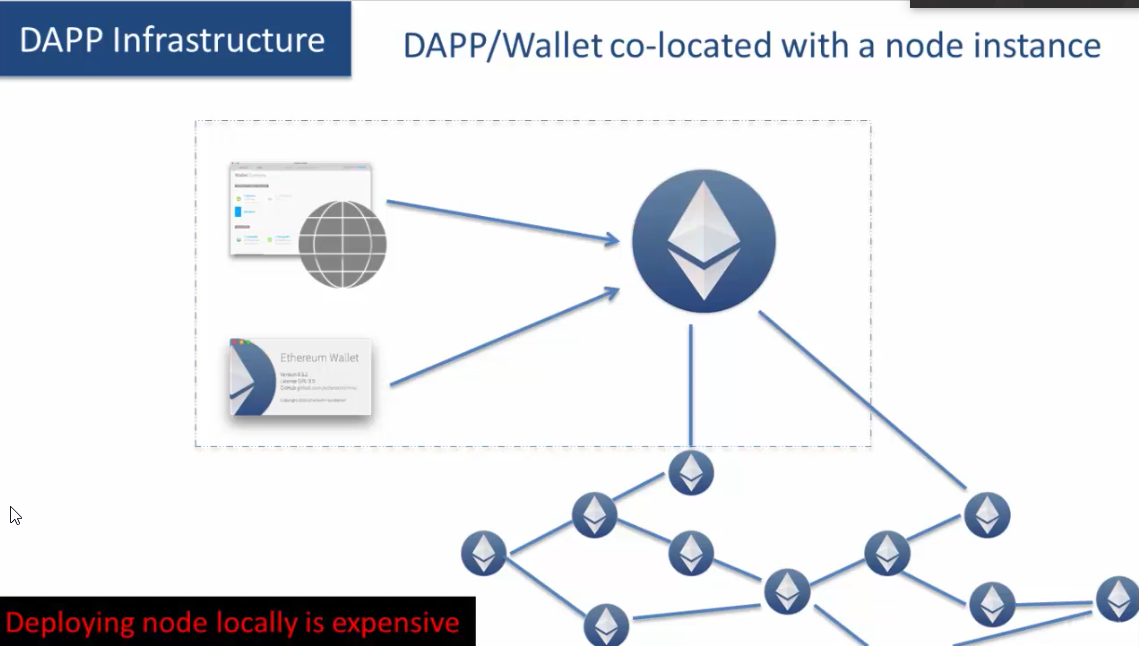 DAPP Infrastructure
DAPP/Wallet co-located with a node instance
Ethereum Wallet
Deploying node locally is expensive